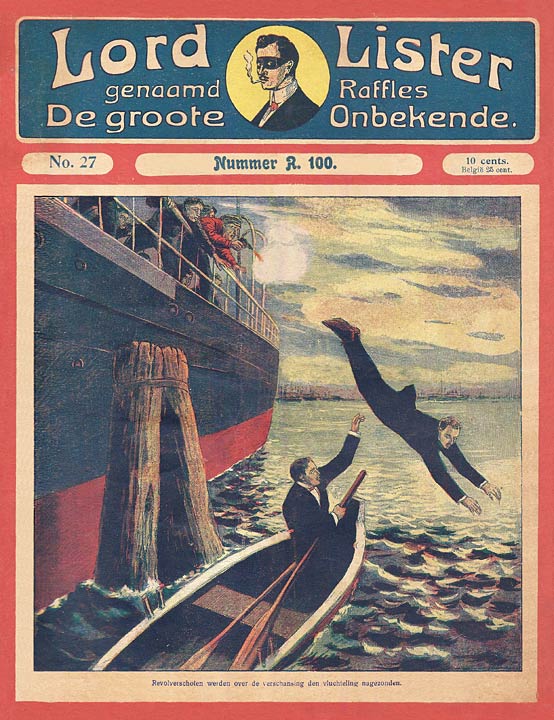 Lord Lister
genaamd Raffles
De groote Onbekende.
No. 27
Nummer A. 100.
10 cents.
België 25 cent.
Revolverschoten werden over de verschansing den vluchteling nagezonden.